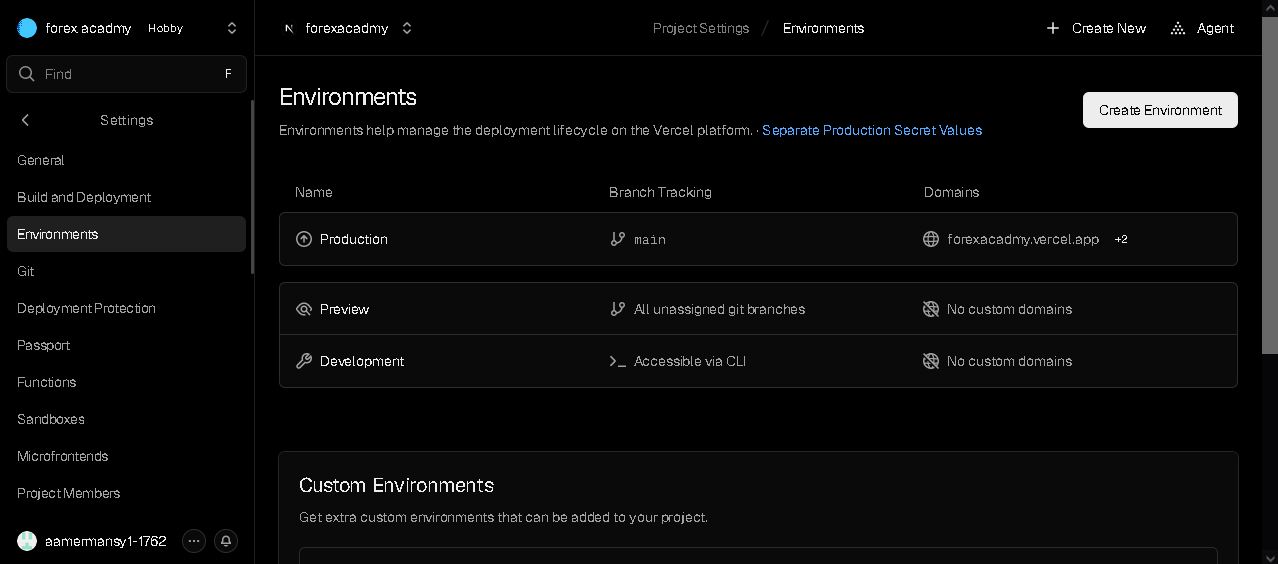 forex acadmy Hobby
forexacadmy
Project Settings / Environments
Create New
Agent
Find F
Settings
General
Build and Deployment
Environments
Git
Deployment Protection
Passport
Functions
Sandboxes
Microfrontends
Project Members
aamermansy1-1762
Environments
Environments help manage the deployment lifecycle on the Vercel platform. · Separate Production Secret Values
Create Environment
Name Branch Tracking Domains
Production main forexacadmy.vercel.app +2
Preview All unassigned git branches No custom domains
Development Accessible via CLI No custom domains
Custom Environments
Get extra custom environments that can be added to your project.